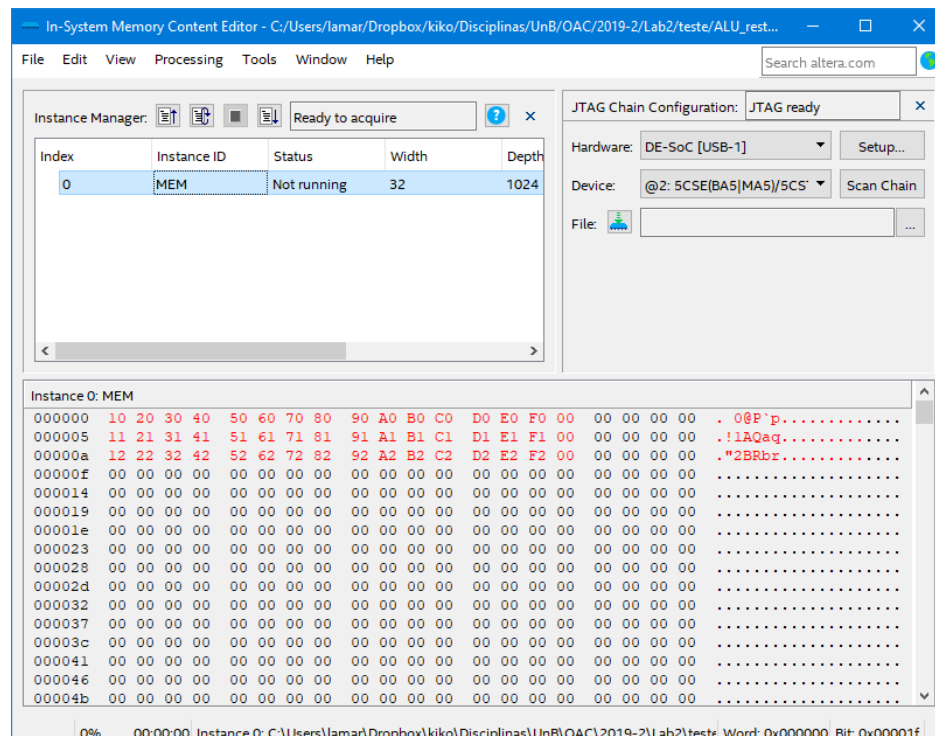 In-System Memory Content Editor - C:/Users/lamar/Dropbox/kiko/Disciplinas/UnB/OAC/2019-2/Lab2/teste/ALU_rest...
File Edit View Processing Tools Window Help
Search altera.com
Instance Manager: Ready to acquire
Index Instance ID Status Width Depth
0 MEM Not running 32 1024
JTAG Chain Configuration: JTAG ready
Hardware: DE-SoC [USB-1] Setup...
Device: @2: 5CSE(BA5|MA5)/5CS Scan Chain
File: ...
Instance 0: MEM
000000 10 20 30 40 50 60 70 80 90 A0 B0 C0 D0 E0 F0 00 00 00 00 00 . 0@P`p.............
000005 11 21 31 41 51 61 71 81 91 A1 B1 C1 D1 E1 F1 00 00 00 00 00 .!1AQaq.............
00000a 12 22 32 42 52 62 72 82 92 A2 B2 C2 D2 E2 F2 00 00 00 00 00 ."2BRbr.............
00000f 00 00 00 00 00 00 00 00 00 00 00 00 00 00 00 00 00 00 00 00 ....................
000014 00 00 00 00 00 00 00 00 00 00 00 00 00 00 00 00 00 00 00 00 ....................
000019 00 00 00 00 00 00 00 00 00 00 00 00 00 00 00 00 00 00 00 00 ....................
00001e 00 00 00 00 00 00 00 00 00 00 00 00 00 00 00 00 00 00 00 00 ....................
000023 00 00 00 00 00 00 00 00 00 00 00 00 00 00 00 00 00 00 00 00 ....................
000028 00 00 00 00 00 00 00 00 00 00 00 00 00 00 00 00 00 00 00 00 ....................
00002d 00 00 00 00 00 00 00 00 00 00 00 00 00 00 00 00 00 00 00 00 ....................
000032 00 00 00 00 00 00 00 00 00 00 00 00 00 00 00 00 00 00 00 00 ....................
000037 00 00 00 00 00 00 00 00 00 00 00 00 00 00 00 00 00 00 00 00 ....................
00003c 00 00 00 00 00 00 00 00 00 00 00 00 00 00 00 00 00 00 00 00 ....................
000041 00 00 00 00 00 00 00 00 00 00 00 00 00 00 00 00 00 00 00 00 ....................
000046 00 00 00 00 00 00 00 00 00 00 00 00 00 00 00 00 00 00 00 00 ....................
00004b 00 00 00 00 00 00 00 00 00 00 00 00 00 00 00 00 00 00 00 00 ....................
0% 00:00:00 Instance 0: C:\Users\lamar\Dropbox\kiko\Disciplinas\UnB\OAC\2019-2\Lab2\teste Word: 0x000000 Bit: 0x00001f